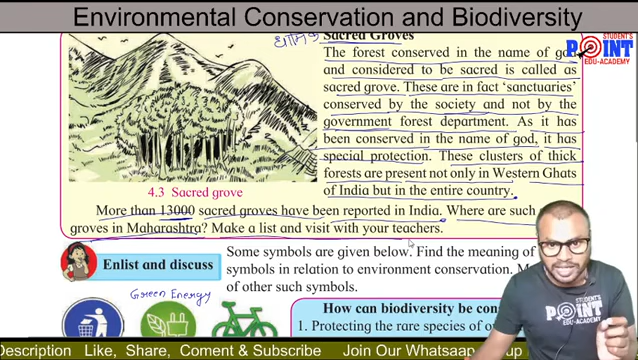 Environmental Conservation and Biodiversity
STUDENT'S
POINT
EDU-ACADEMY
धार्मिक
Sacred Groves
The forest conserved in the name of god
and considered to be sacred is called as
sacred grove. These are in fact 'sanctuaries'
conserved by the society and not by the
government forest department. As it has
been conserved in the name of god, it has
special protection. These clusters of thick
forests are present not only in Western Ghats
of India but in the entire country.
4.3 Sacred grove
More than 13000 sacred groves have been reported in India. Where are such
groves in Maharashtra? Make a list and visit with your teachers.
Enlist and discuss
Some symbols are given below. Find the meaning of
symbols in relation to environment conservation.
of other such symbols.
Green Energy
How can biodiversity be
1. Protecting the rare species of
STUDENT'S
POINT
Description Like, Share, Coment & Subscribe Join Our Whatsaap